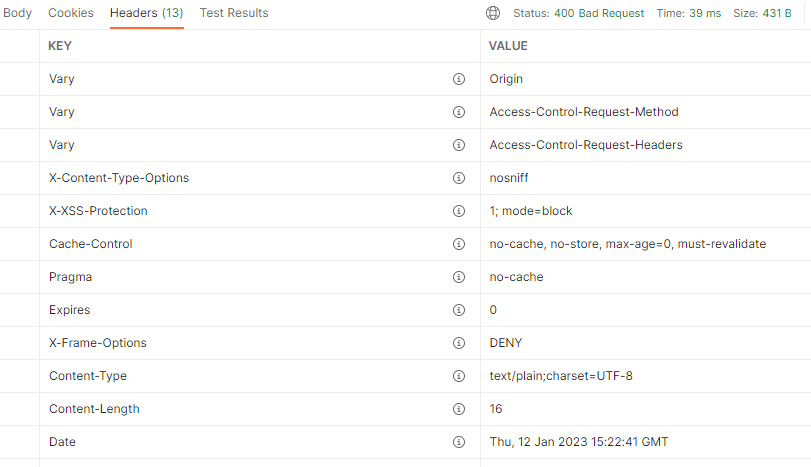 Body Cookies Headers (13) Test Results Status: 400 Bad Request Time: 39 ms Size: 431 B
KEY VALUE
Vary Origin
Vary Access-Control-Request-Method
Vary Access-Control-Request-Headers
X-Content-Type-Options nosniff
X-XSS-Protection 1; mode=block
Cache-Control no-cache, no-store, max-age=0, must-revalidate
Pragma no-cache
Expires 0
X-Frame-Options DENY
Content-Type text/plain;charset=UTF-8
Content-Length 16
Date Thu, 12 Jan 2023 15:22:41 GMT